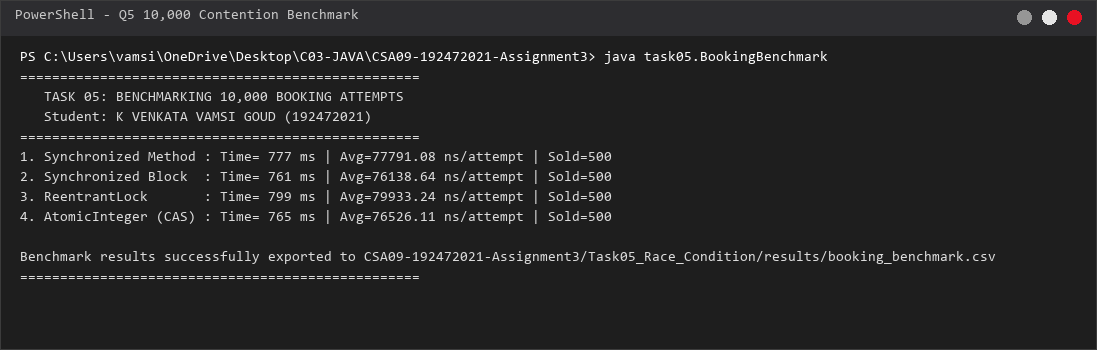 PowerShell - Q5 10,000 Contention Benchmark
PS C:\Users\vamsi\OneDrive\Desktop\C03-JAVA\CSA09-192472021-Assignment3> java task05.BookingBenchmark
==================================================
   TASK 05: BENCHMARKING 10,000 BOOKING ATTEMPTS
   Student: K VENKATA VAMSI GOUD (192472021)
==================================================
1. Synchronized Method : Time= 777 ms | Avg=77791.08 ns/attempt | Sold=500
2. Synchronized Block  : Time= 761 ms | Avg=76138.64 ns/attempt | Sold=500
3. ReentrantLock       : Time= 799 ms | Avg=79933.24 ns/attempt | Sold=500
4. AtomicInteger (CAS) : Time= 765 ms | Avg=76526.11 ns/attempt | Sold=500
Benchmark results successfully exported to CSA09-192472021-Assignment3/Task05_Race_Condition/results/booking_benchmark.csv
==================================================